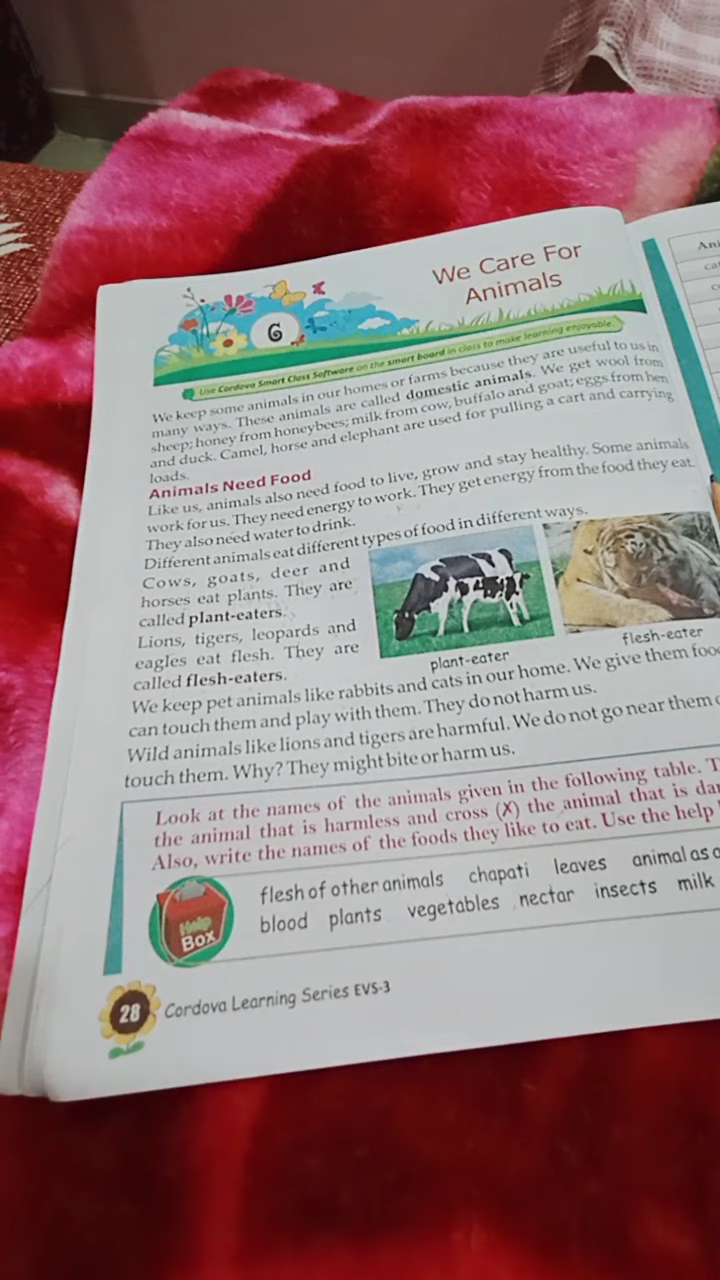 We Care For
Animals
6
Use Cordova Smart Class Software on the smart board in class to make learning enjoyable.
We keep some animals in our homes or farms because they are useful to us in
many ways. These animals are called domestic animals. We get wool from
sheep; honey from honeybees; milk from cow, buffalo and goat; eggs from hen
and duck. Camel, horse and elephant are used for pulling a cart and carrying
loads.
Animals Need Food
Like us, animals also need food to live, grow and stay healthy. Some animals
work for us. They need energy to work. They get energy from the food they eat.
They also need water to drink.
Different animals eat different types of food in different ways.
Cows, goats, deer and
horses eat plants. They are
called plant-eaters.
Lions, tigers, leopards and
eagles eat flesh. They are
called flesh-eaters.
plant-eater
flesh-eater
We keep pet animals like rabbits and cats in our home. We give them
can touch them and play with them. They do not harm us.
Wild animals like lions and tigers are harmful. We do not go near them
touch them. Why? They might bite or harm us.
Look at the names of the animals given in the following table.
the animal that is harmless and cross (✗) the animal that is
Also, write the names of the foods they like to eat. Use the help
Help
Box
flesh of other animals chapati leaves animal as
blood plants vegetables nectar insects milk
28 Cordova Learning Series EVS-3